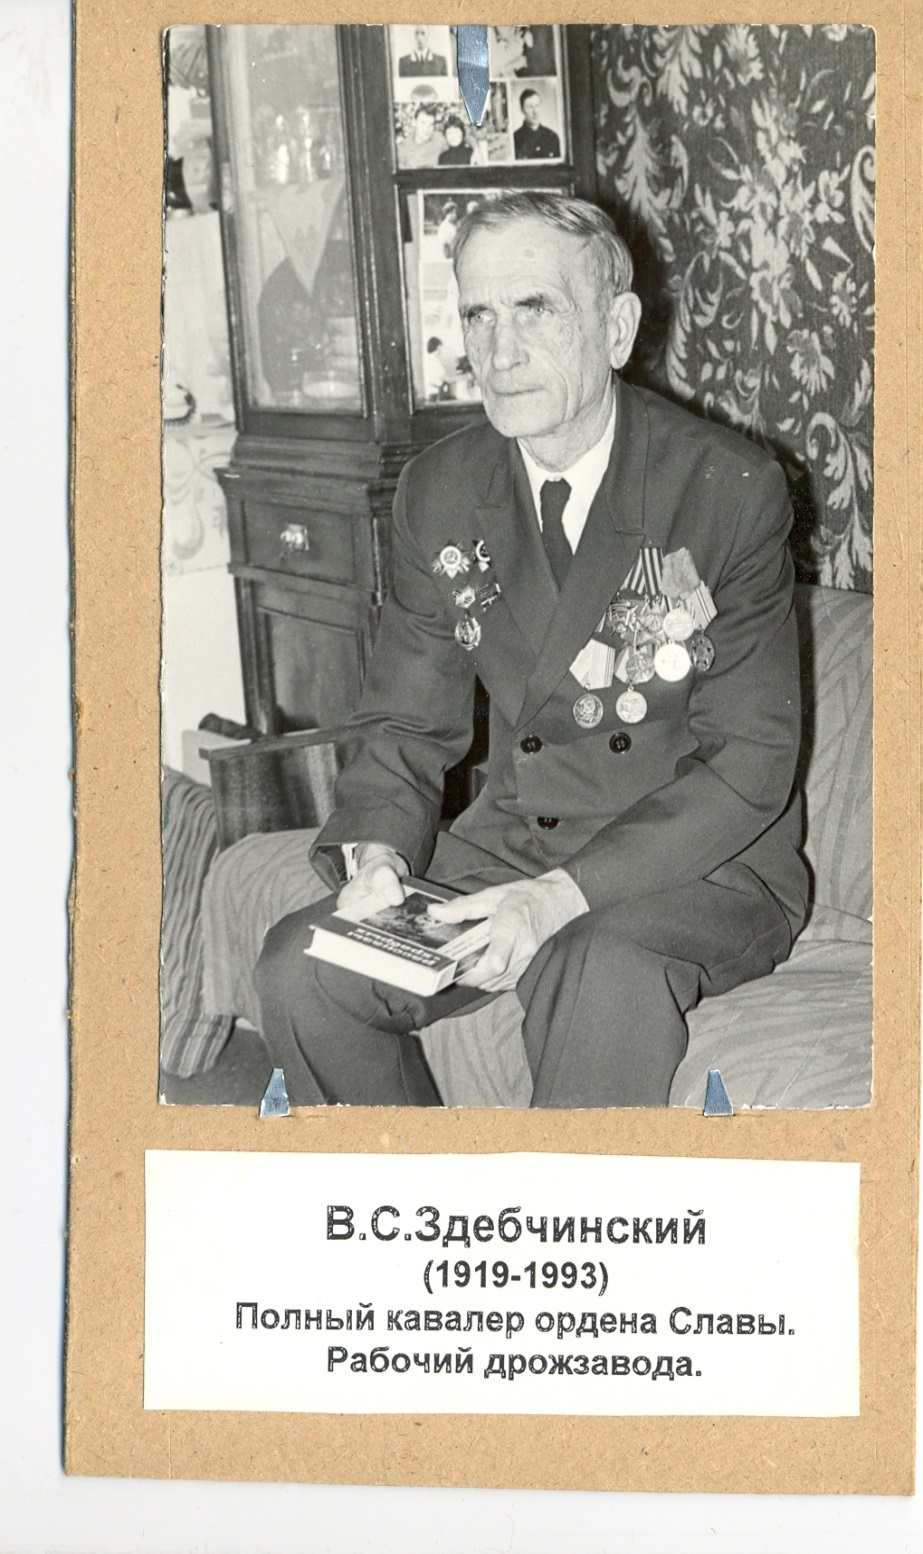 В.С.Здебчинский
(1919-1993)
Полный кавалер ордена Славы.
Рабочий дрожзавода.